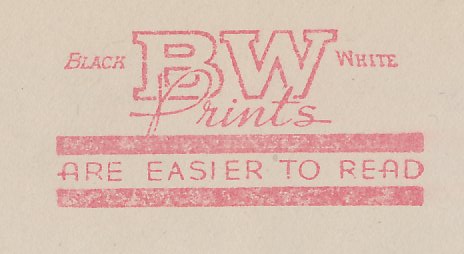 BLACK BW WHITE
Prints
ARE EASIER TO READ